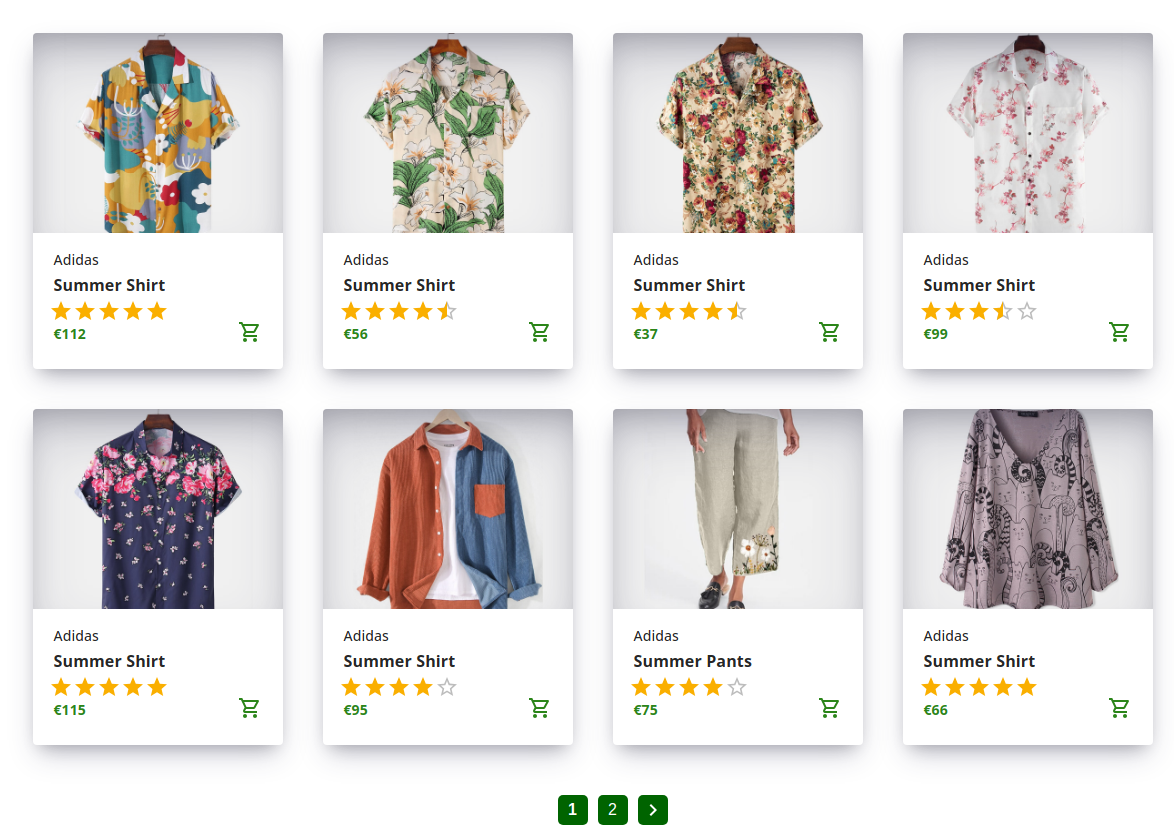 Adidas
Summer Shirt
€112
Adidas
Summer Shirt
€56
Adidas
Summer Shirt
€37
Adidas
Summer Shirt
€99
Adidas
Summer Shirt
€115
Adidas
Summer Shirt
€95
Adidas
Summer Pants
€75
Adidas
Summer Shirt
€66
1 2